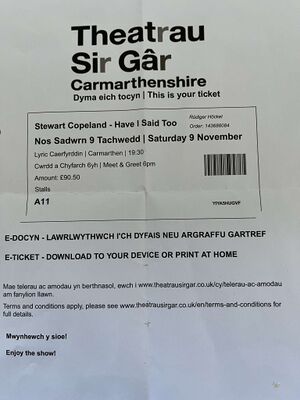 Theatrau
Sir Gâr
Carmarthenshire
Dyma eich tocyn | This is your ticket
Stewart Copeland - Have I Said Too
Rüdiger Höckel
Order: 143686084
Nos Sadwrn 9 Tachwedd | Saturday 9 November
Lyric Caerfyrddin | Carmarthen | 19:30
Cwrdd a Chyfarch 6yh | Meet & Greet 6pm
Amount: £90.50
Stalls
A11
E-DOCYN - LAWRLWYTHWCH I'CH DYFAIS NEU ARGRAFFU GARTREF
E-TICKET - DOWNLOAD TO YOUR DEVICE OR PRINT AT HOME
Mae telerau ac amodau yn berthnasol, ewch i www.theatrausirgar.co.uk/cy/telerau-ac-amodau
am fanylion llawn.
Terms and conditions apply, please see www.theatrausirgar.co.uk/en/terms-and-conditions for
full details.
Mwynhewch y sioe!
Enjoy the show!